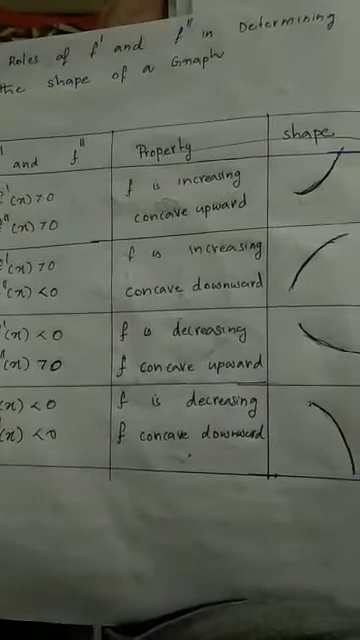 Roles of f' and f" in Determining
the shape of a Graph
' and f" Property shape
f'(x) > 0 f is increasing
f"(x) > 0 concave upward
f'(x) > 0 f is increasing
"(x) < 0 concave downward
'(x) < 0 f is decreasing
"(x) > 0 f concave upward
(x) < 0 f is decreasing
(x) < 0 f concave downward